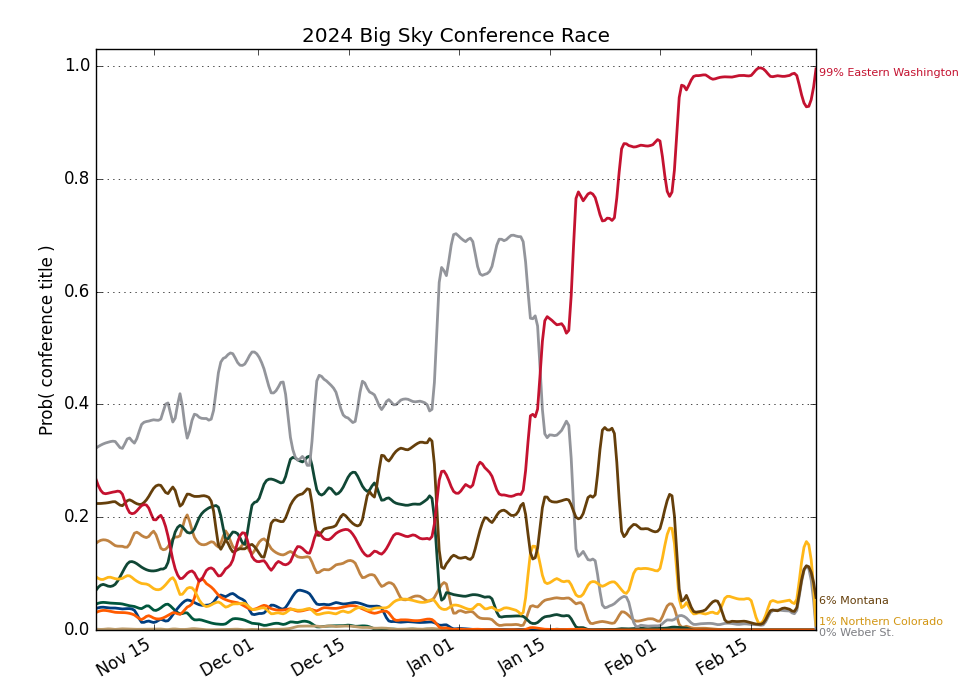 2024 Big Sky Conference Race
Prob( conference title )
1.0
0.8
0.6
0.4
0.2
0.0
Nov 15
Dec 01
Dec 15
Jan 01
Jan 15
Feb 01
Feb 15
99% Eastern Washington
6% Montana
1% Northern Colorado
0% Weber St.